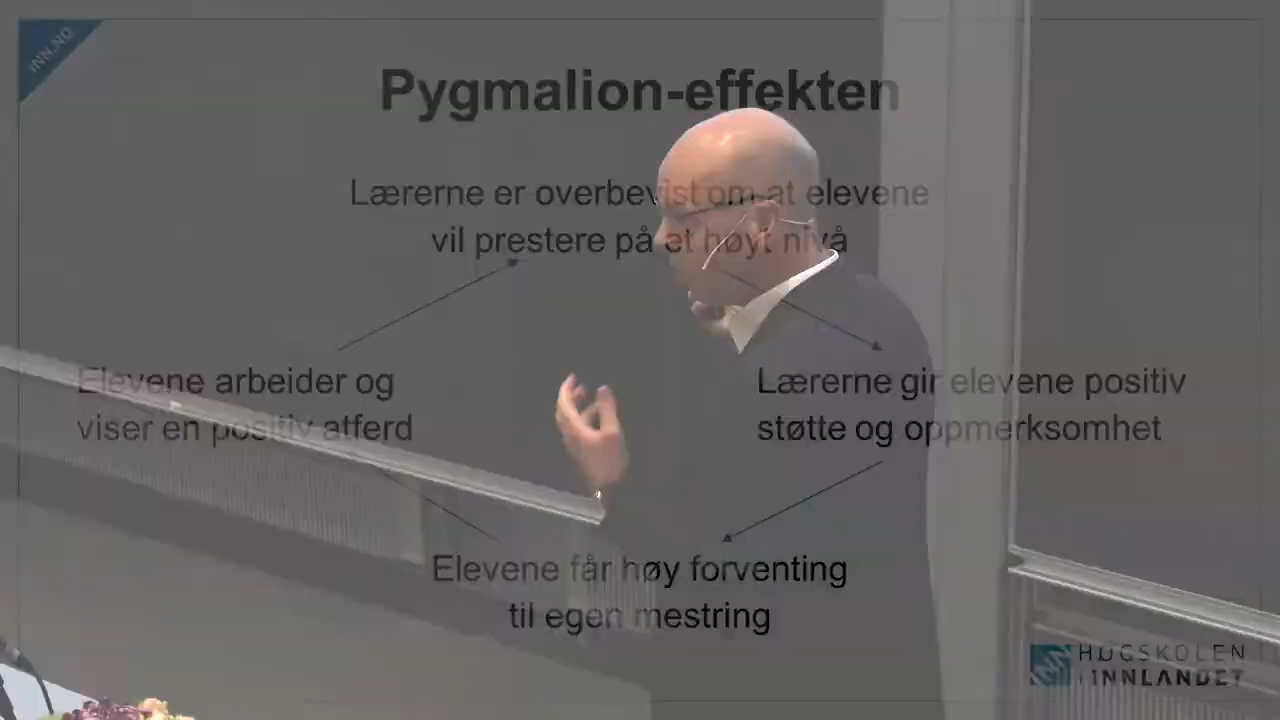 INN.NO
Pygmalion-effekten
Lærerne er overbevist om at elevene
vil prestere på et høyt nivå
Elevene arbeider og
viser en positiv atferd
Lærerne gir elevene positiv
støtte og oppmerksomhet
Elevene får høy forventing
til egen mestring
HØGSKOLEN
I INNLANDET